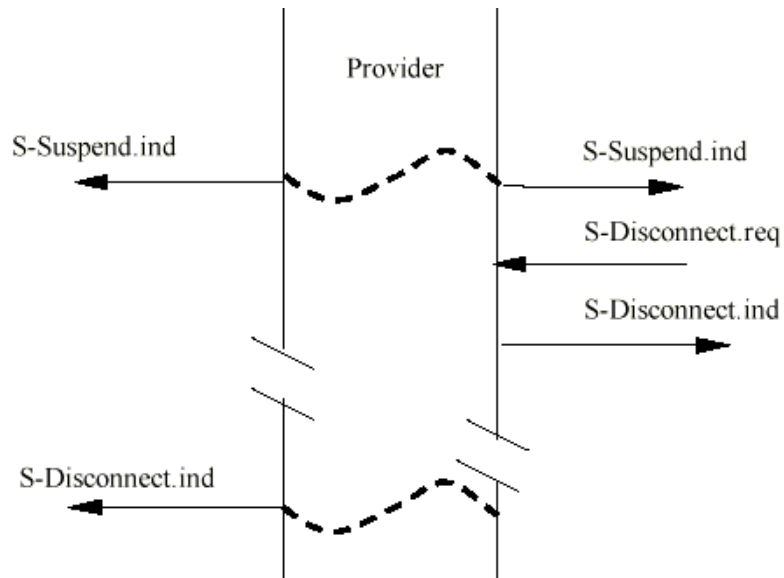 Provider
S-Suspend.ind
S-Suspend.ind
S-Disconnect.req
S-Disconnect.ind
S-Disconnect.ind